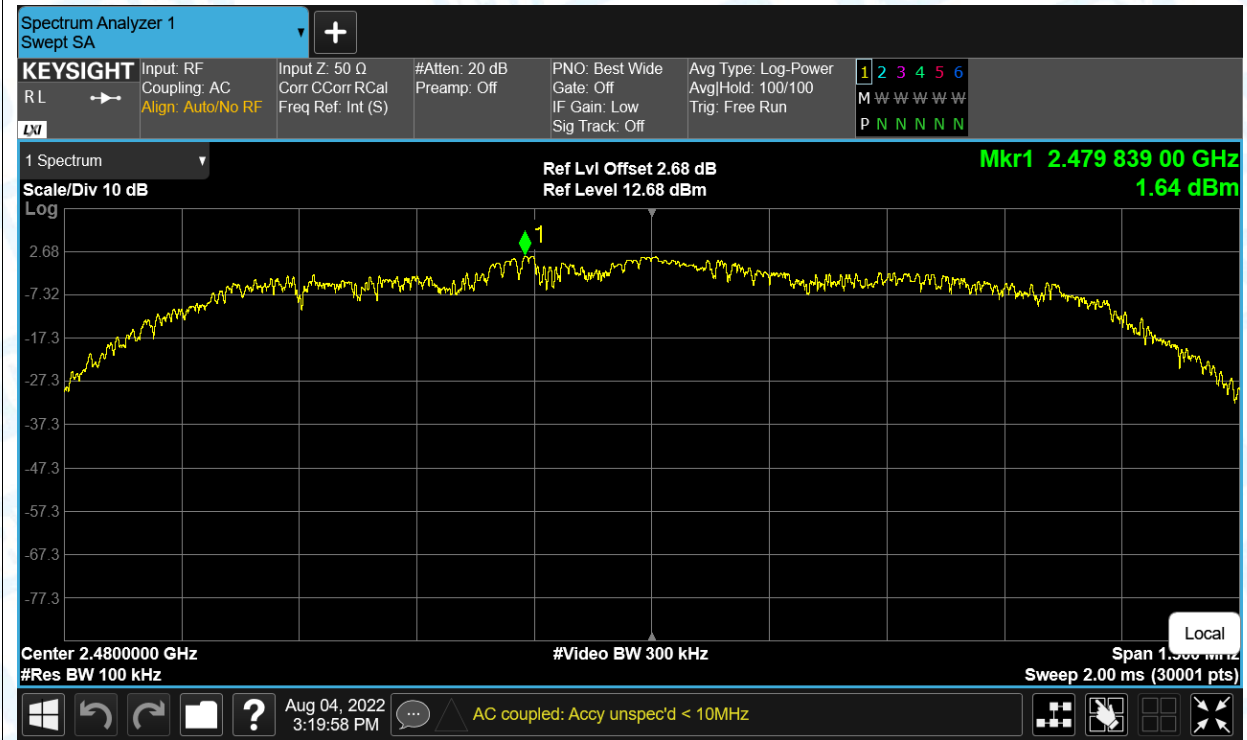 Spectrum Analyzer 1
Swept SA
KEYSIGHT
R L
LXI
Input: RF
Coupling: AC
Align: Auto/No RF
Input Z: 50 Ω
Corr CCorr RCal
Freq Ref: Int (S)
#Atten: 20 dB
Preamp: Off
PNO: Best Wide
Gate: Off
IF Gain: Low
Sig Track: Off
Avg Type: Log-Power
Avg|Hold: 100/100
Trig: Free Run
1 2 3 4 5 6
M W W W W W W
P N N N N N N
1 Spectrum
Scale/Div 10 dB
Log
Ref Lvl Offset 2.68 dB
Ref Level 12.68 dBm
Mkr1 2.479 839 00 GHz
1.64 dBm
1
2.68
-7.32
-17.3
-27.3
-37.3
-47.3
-57.3
-67.3
-77.3
Local
Center 2.4800000 GHz
#Video BW 300 kHz
Span
#Res BW 100 kHz
Sweep 2.00 ms (30001 pts)
?
Aug 04, 2022
3:19:58 PM
AC coupled: Accy unspec'd < 10MHz